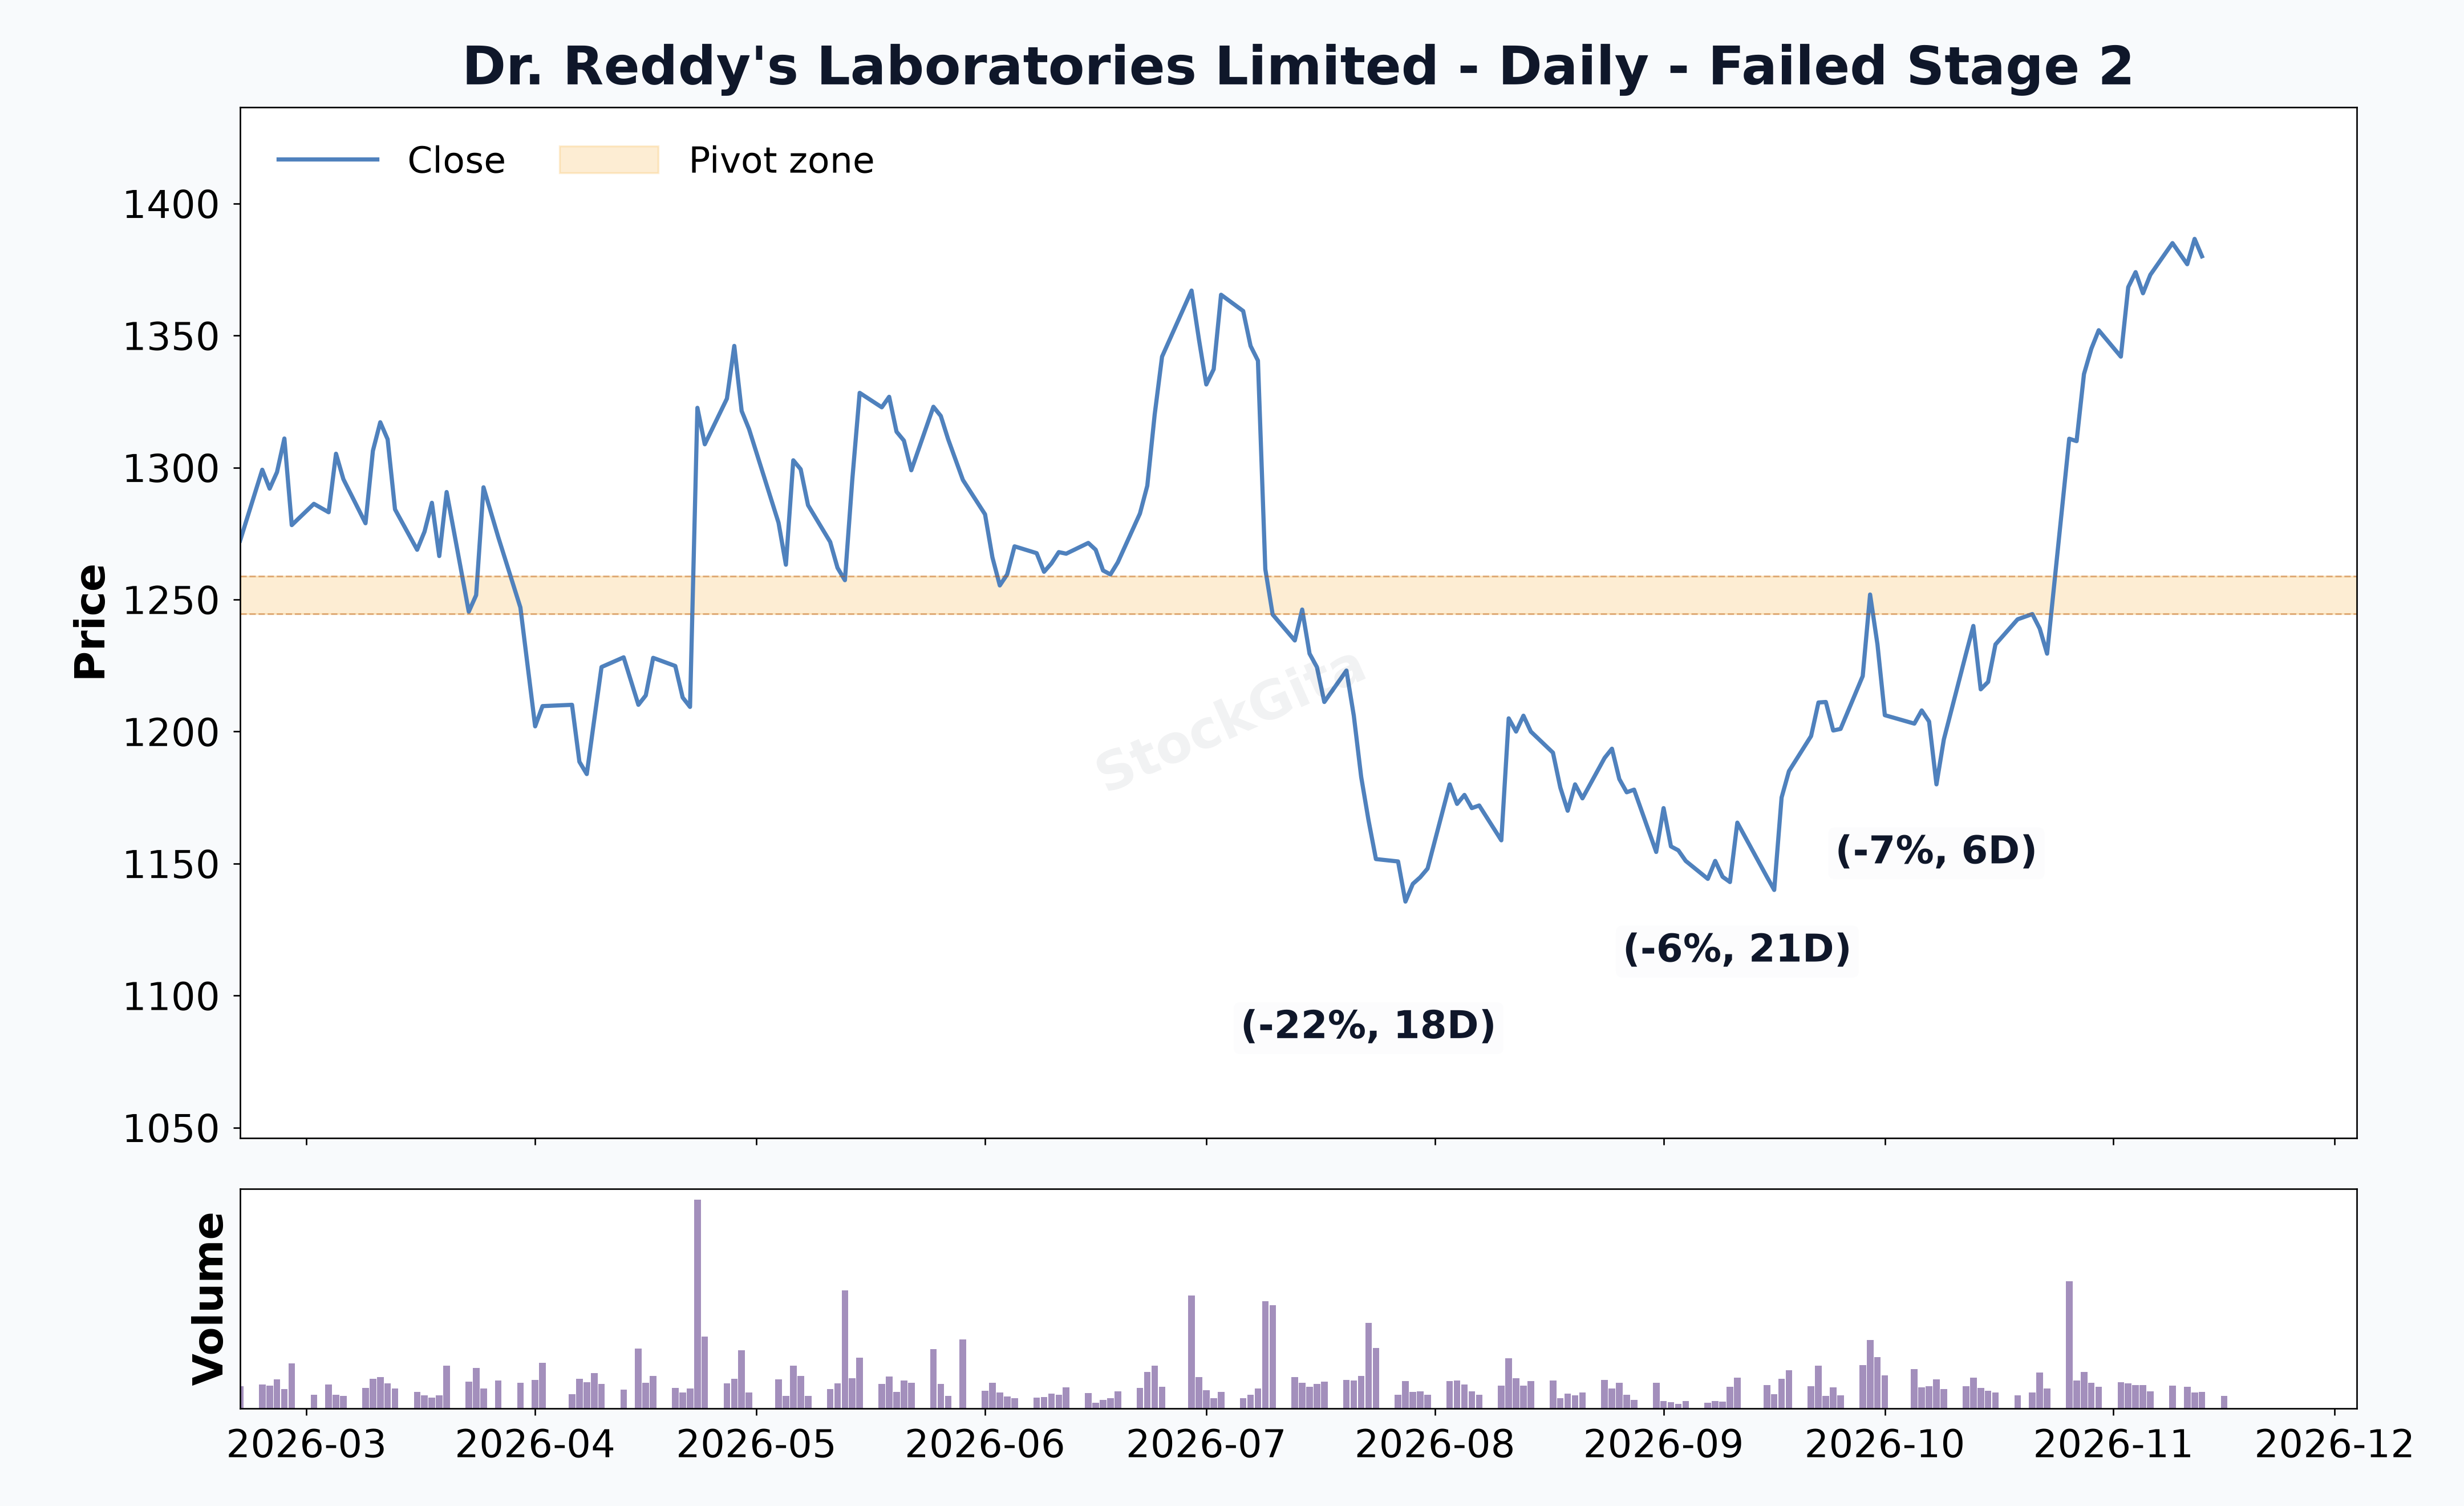 Dr. Reddy's Laboratories Limited - Daily - Failed Stage 2
Close
Pivot zone
1400
1350
1300
1250
1200
1150
1100
1050
Price
StockGita
(-7%, 6D)
(-6%, 21D)
(-22%, 18D)
Volume
2026-03 2026-04 2026-05 2026-06 2026-07 2026-08 2026-09 2026-10 2026-11 2026-12